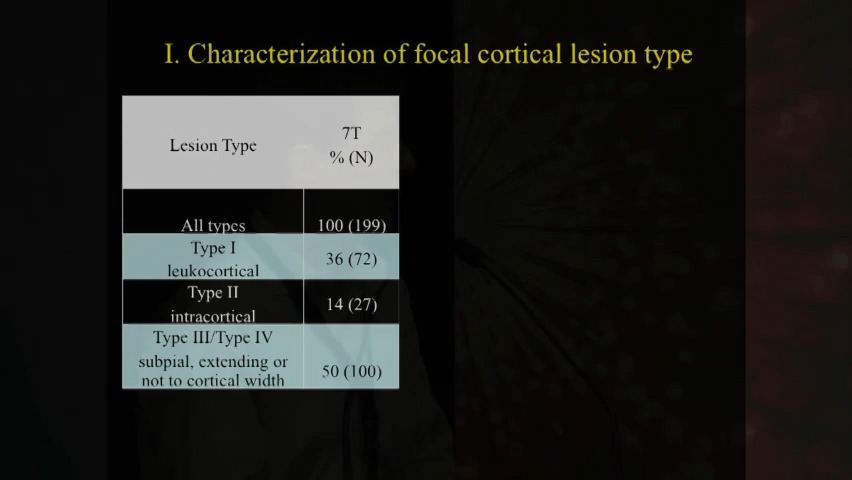 I. Characterization of focal cortical lesion type
Lesion Type
7T
% (N)
All types
100 (199)
Type I
leukocortical
36 (72)
Type II
intracortical
14 (27)
Type III/Type IV
subpial, extending or
not to cortical width
50 (100)